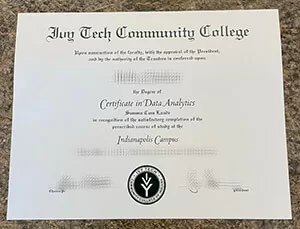 Ivy Tech Community College
Upon nomination of the faculty, with the approval of the President,
and by the authority of the Trustees is conferred upon
the Degree of
Certificate in Data Analytics
Summa Cum Laude
in recognition of the satisfactory completion of the
prescribed course of study at the
Indianapolis Campus
IVY TECH